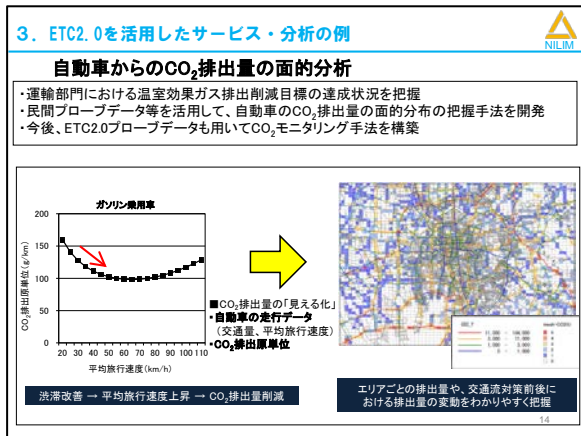 3. ETC2.0を活用したサービス・分析の例
NILIM
自動車からのCO₂排出量の面的分析
・運輸部門における温室効果ガス排出削減目標の達成状況を把握
・民間プローブデータ等を活用して、自動車のCO₂排出量の面的分布の把握手法を開発
・今後、ETC2.0プローブデータも用いてCO₂モニタリング手法を構築
ガソリン乗用車
CO₂排出原単位(g/km)
200
150
100
50
0
20 30 40 50 60 70 80 90 100 110
平均旅行速度(km/h)
■CO₂排出量の「見える化」
・自動車の走行データ
(交通量、平均旅行速度)
・CO₂排出原単位
渋滞改善 → 平均旅行速度上昇 → CO₂排出量削減
エリアごとの排出量や、交通流対策前後に
おける排出量の変動をわかりやすく把握
14